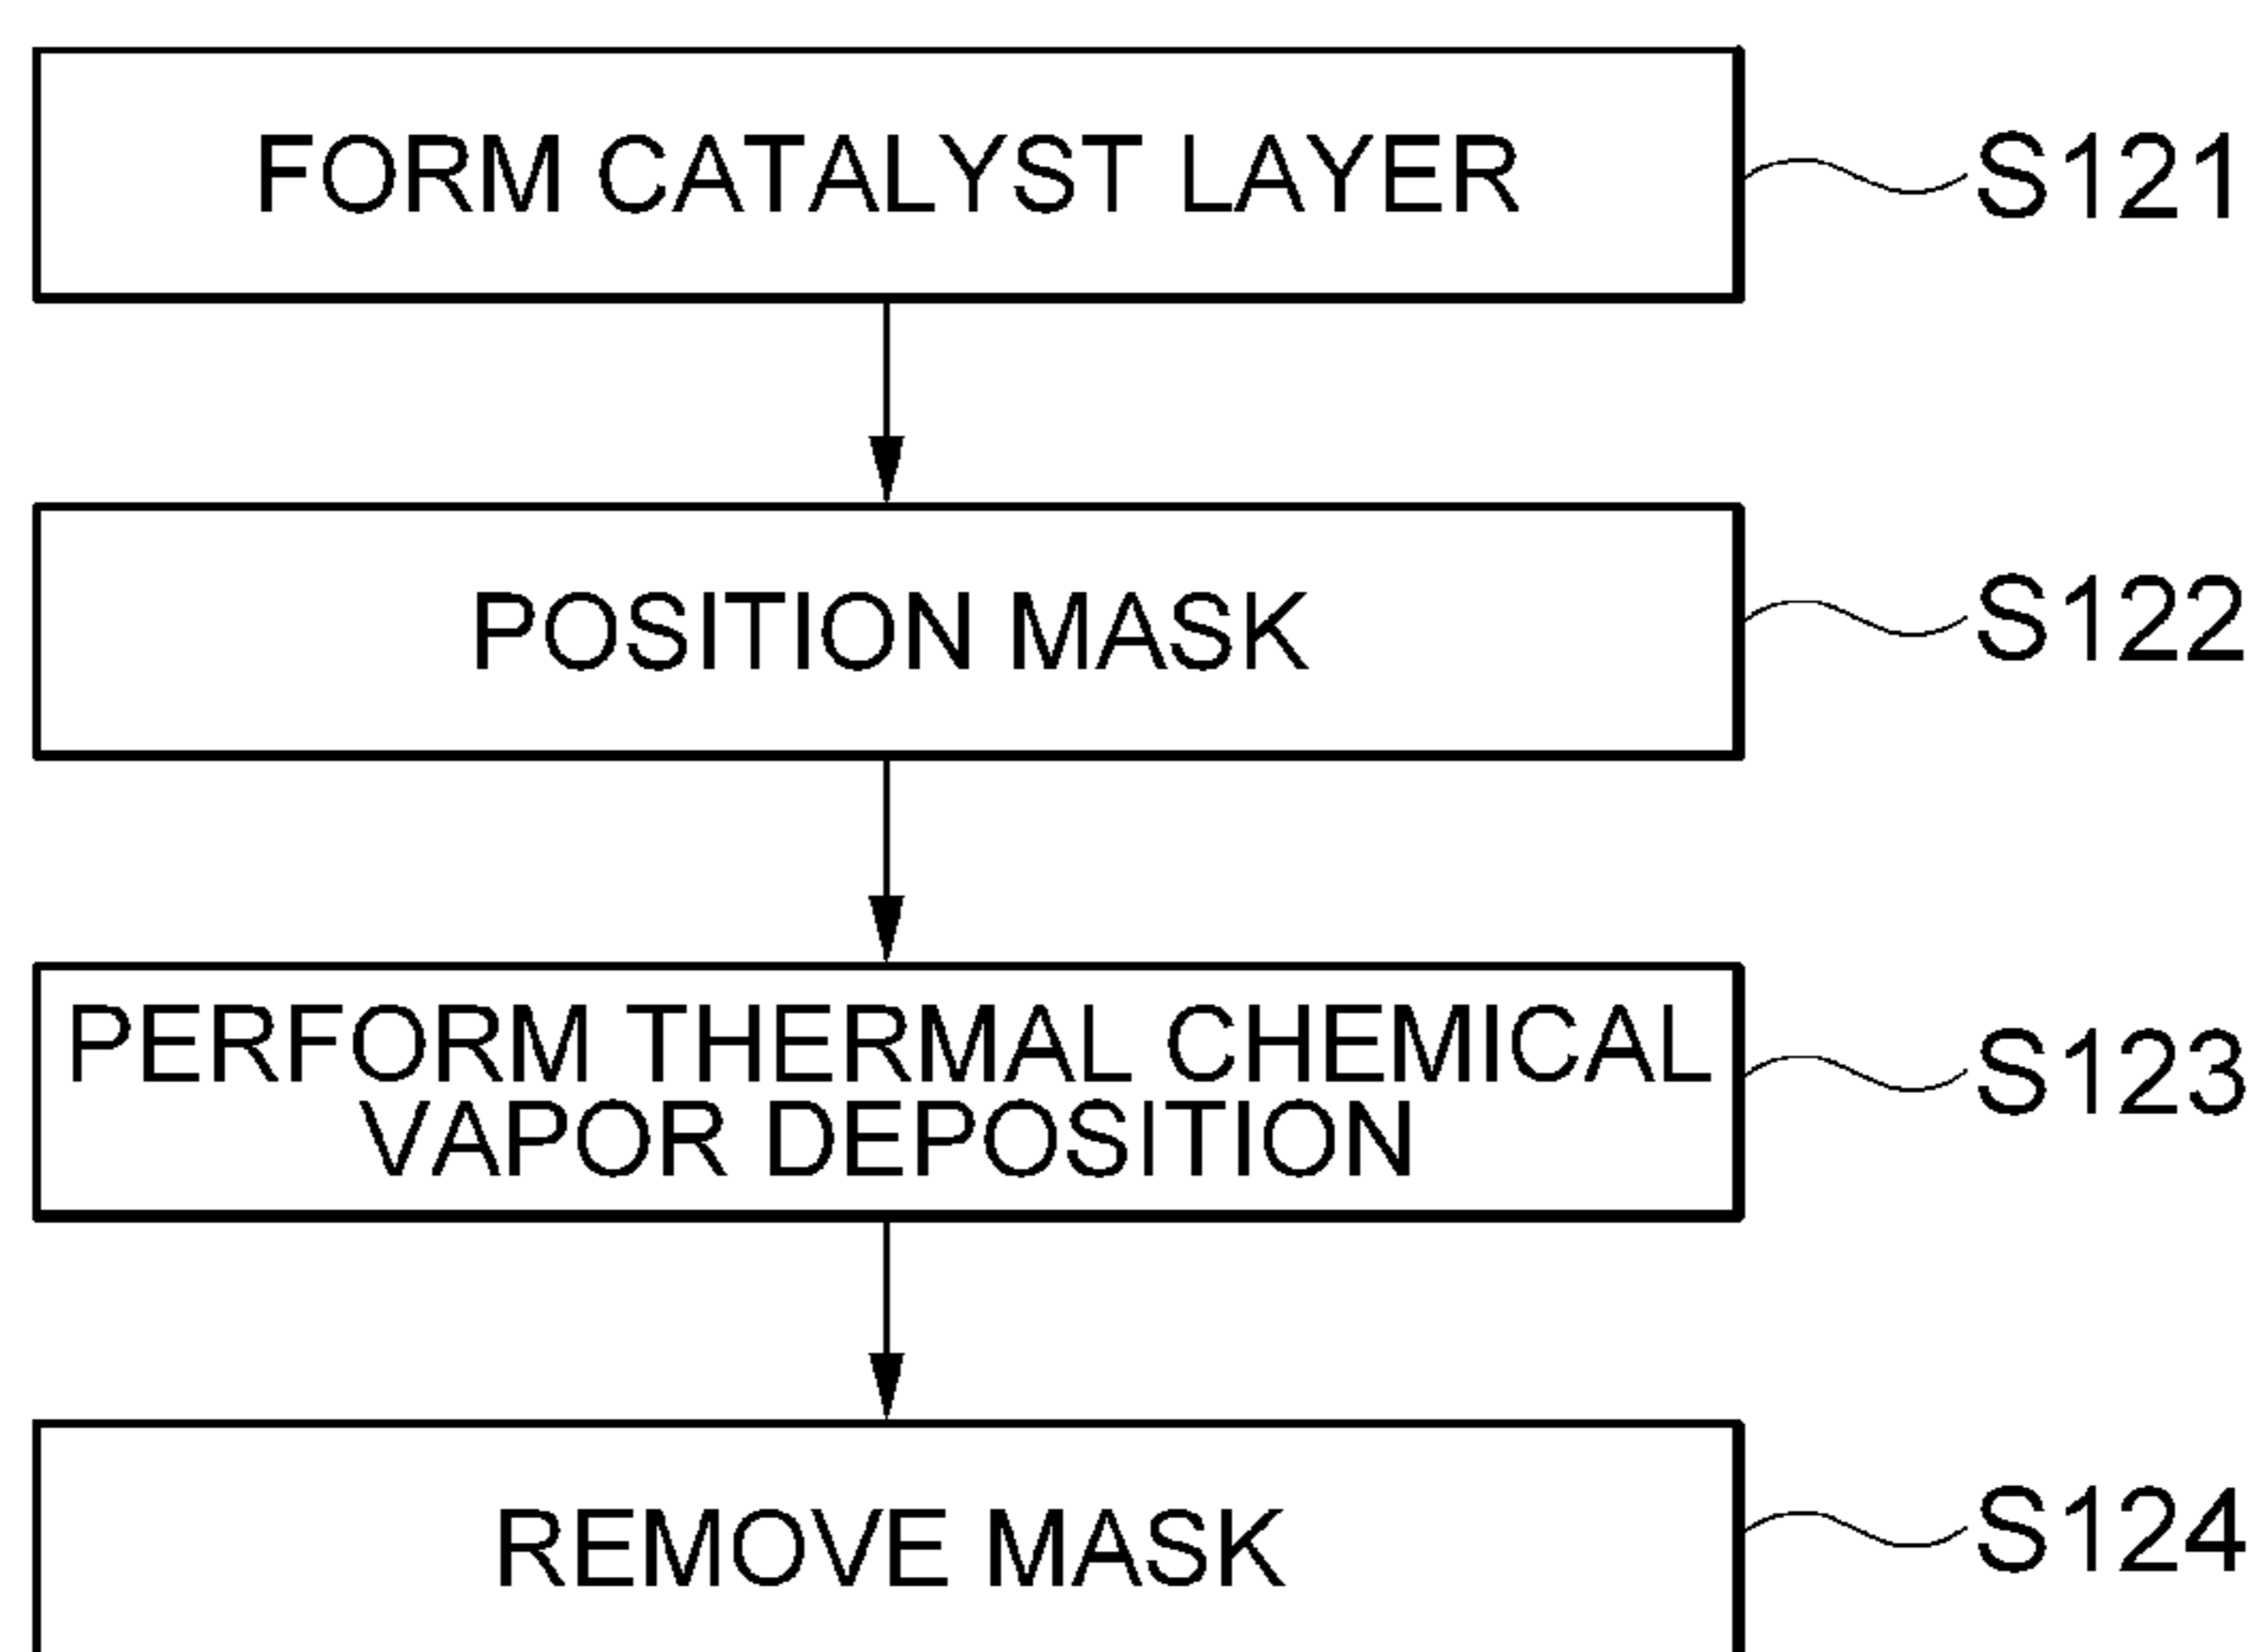 FORM CATALYST LAYER
S121
POSITION MASK
S122
PERFORM THERMAL CHEMICAL
VAPOR DEPOSITION
S123
REMOVE MASK
S124